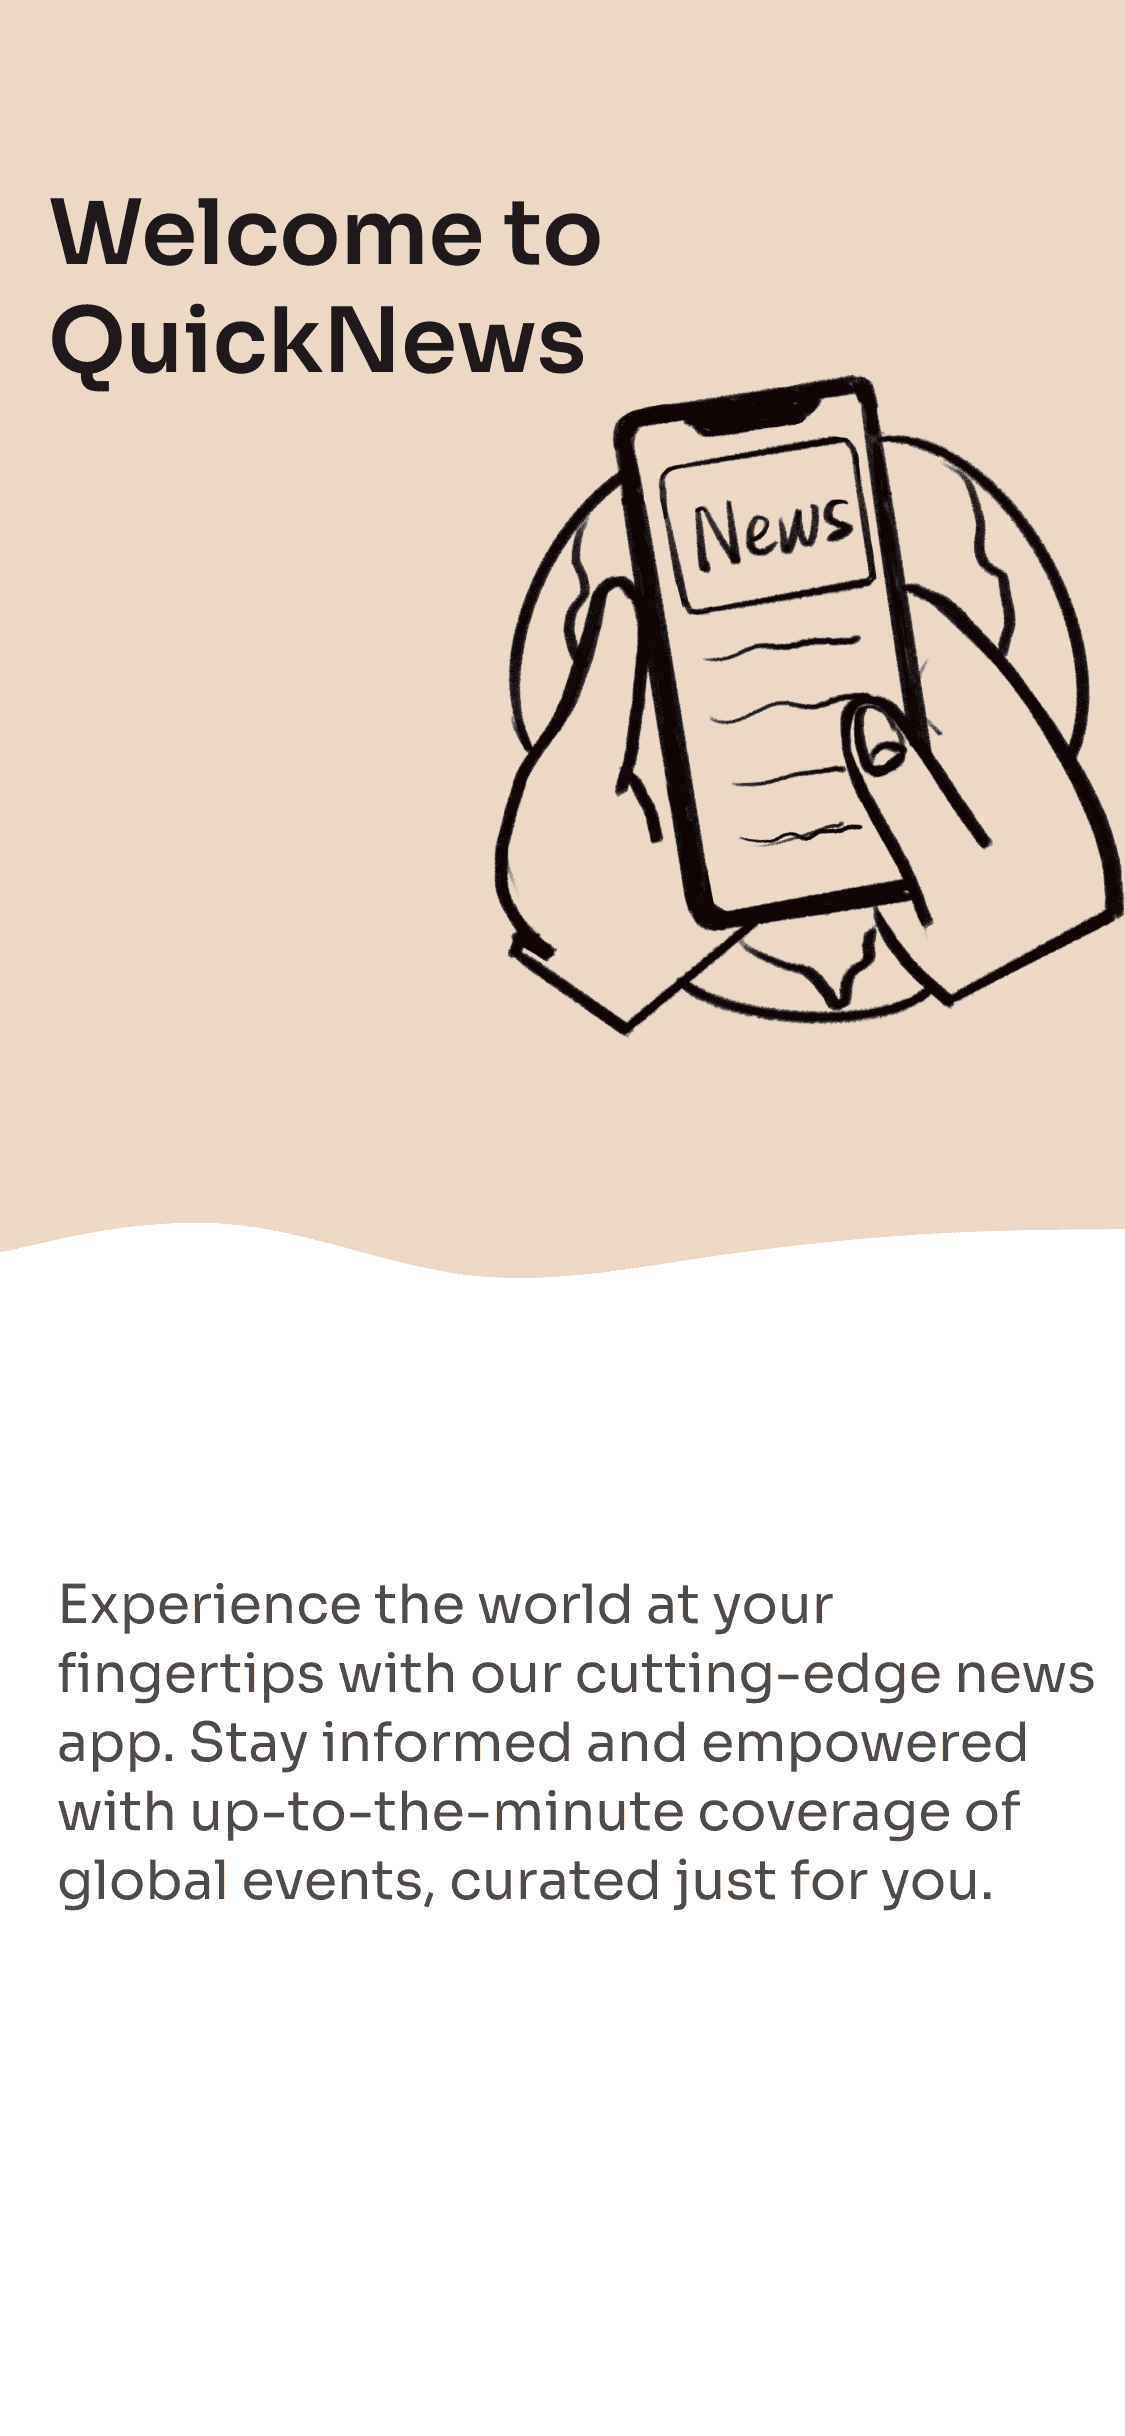 Welcome to
QuickNews
News
Experience the world at your
fingertips with our cutting-edge news
app. Stay informed and empowered
with up-to-the-minute coverage of
global events, curated just for you.